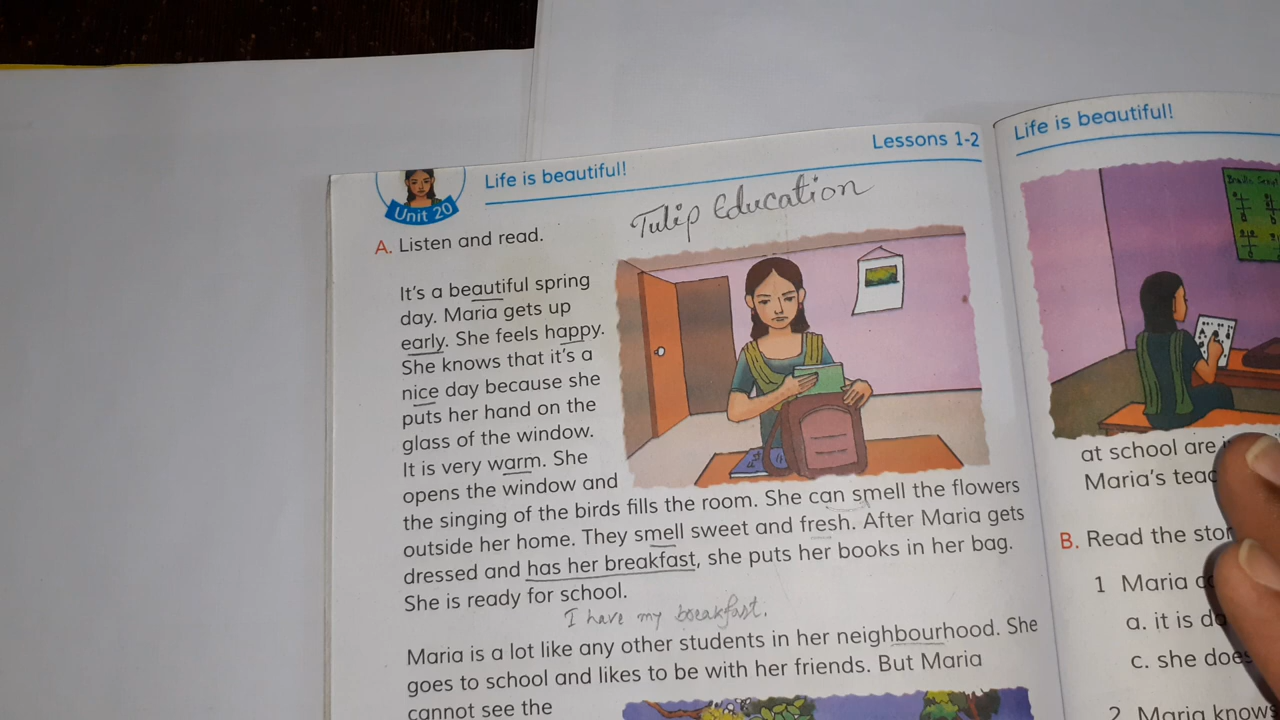 Life is beautiful!
Lessons 1-2
Unit 20
Tulip Education
A. Listen and read.
It's a beautiful spring
day. Maria gets up
early. She feels happy.
She knows that it's a
nice day because she
puts her hand on the
glass of the window.
It is very warm. She
opens the window and
the singing of the birds fills the room. She can smell the flowers
outside her home. They smell sweet and fresh. After Maria gets
dressed and has her breakfast, she puts her books in her bag.
She is ready for school.
I have my breakfast.
Maria is a lot like any other students in her neighbourhood. She
goes to school and likes to be with her friends. But Maria
cannot see the
Life is beautiful!
at school are
Maria's
B. Read the
1 Maria
a. it is
c. she
2 Maria knows